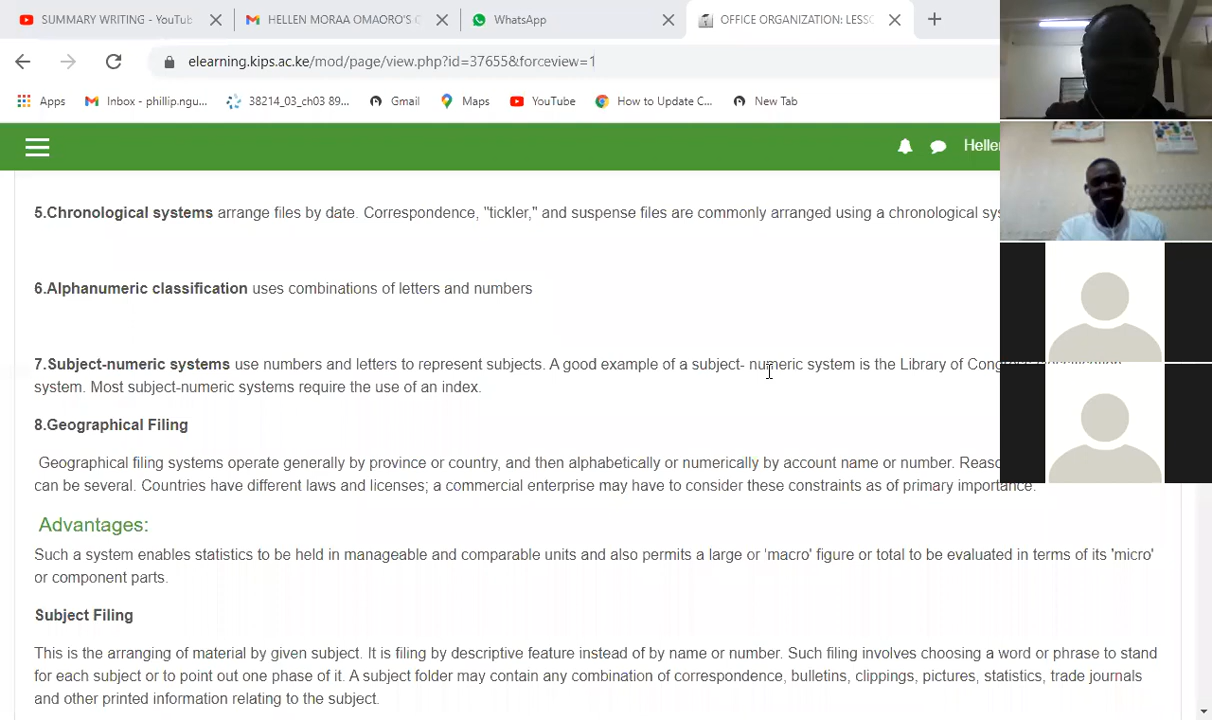 SUMMARY WRITING - YouTub
HELLEN MORAA OMAORO'S
WhatsApp
OFFICE ORGANIZATION: LESS
elearning.kips.ac.ke/mod/page/view.php?id=37655&forceview=1
Apps
Inbox - phillip.ngu...
38214_03_ch03 89...
Gmail
Maps
YouTube
How to Update C...
New Tab
Helle
5.Chronological systems arrange files by date. Correspondence, "tickler," and suspense files are commonly arranged using a chronological sys
6.Alphanumeric classification uses combinations of letters and numbers
7.Subject-numeric systems use numbers and letters to represent subjects. A good example of a subject- numeric system is the Library of Cong
system. Most subject-numeric systems require the use of an index.
8.Geographical Filing
Geographical filing systems operate generally by province or country, and then alphabetically or numerically by account name or number. Reaso
can be several. Countries have different laws and licenses; a commercial enterprise may have to consider these constraints as of primary importance.
Advantages:
Such a system enables statistics to be held in manageable and comparable units and also permits a large or 'macro' figure or total to be evaluated in terms of its 'micro'
or component parts.
Subject Filing
This is the arranging of material by given subject. It is filing by descriptive feature instead of by name or number. Such filing involves choosing a word or phrase to stand
for each subject or to point out one phase of it. A subject folder may contain any combination of correspondence, bulletins, clippings, pictures, statistics, trade journals
and other printed information relating to the subject.